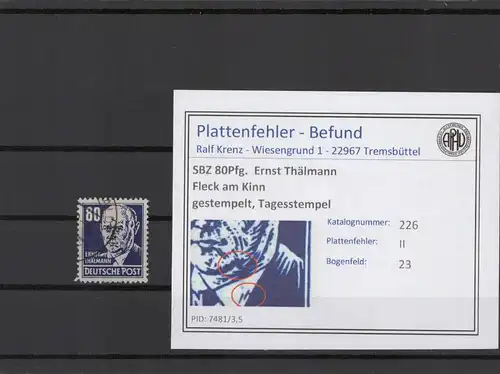 80
ERNST
THÄLMANN
DEUTSCHE POST
Plattenfehler - Befund
Ralf Krenz - Wiesengrund 1 - 22967 Tremsbüttel
SBZ 80Pfg. Ernst Thälmann
Fleck am Kinn
gestempelt, Tagesstempel
Katalognummer: 226
Plattenfehler: II
Bogenfeld: 23
N
PID: 7481/3,5